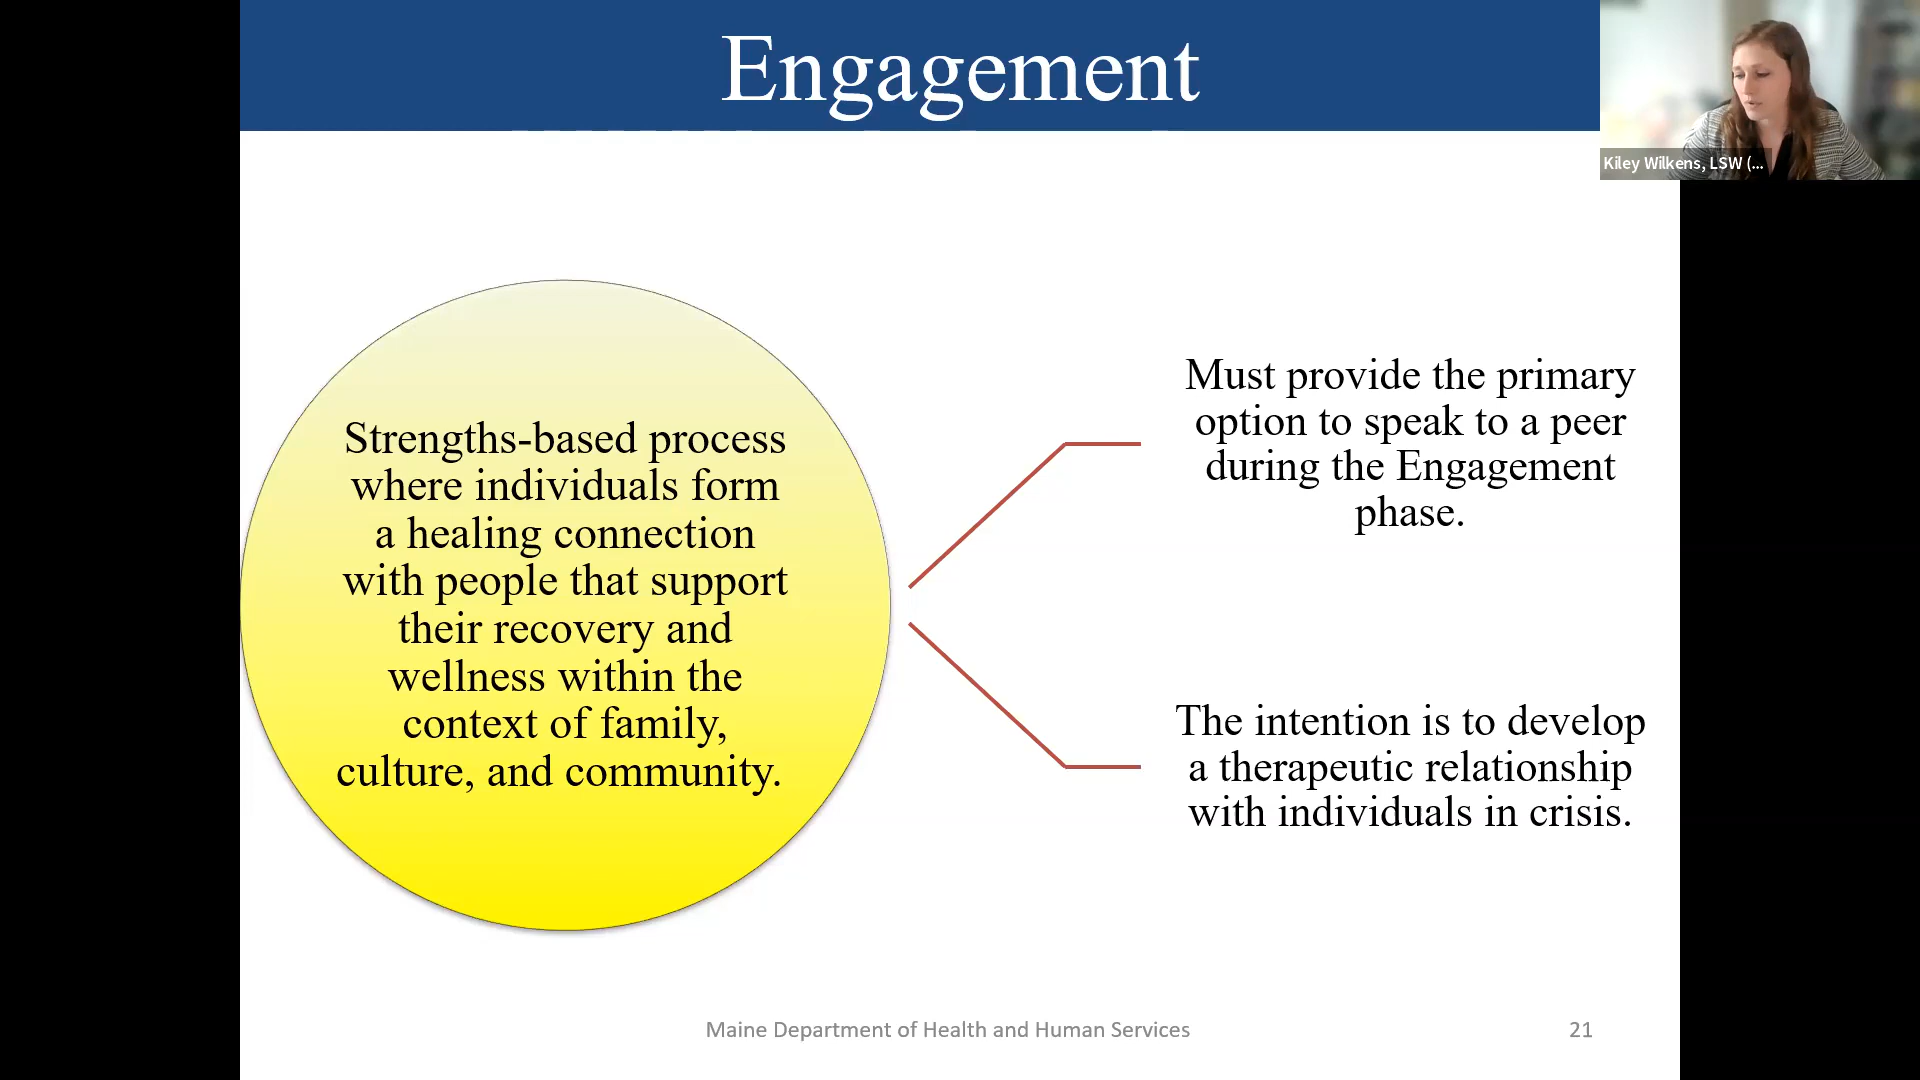 Engagement
Kiley Wilkens, LSW (...
Strengths-based process
where individuals form
a healing connection
with people that support
their recovery and
wellness within the
context of family,
culture, and community.
Must provide the primary
option to speak to a peer
during the Engagement
phase.
The intention is to develop
a therapeutic relationship
with individuals in crisis.
Maine Department of Health and Human Services
21